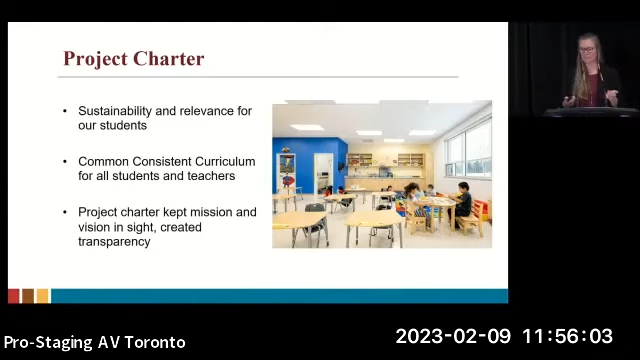 Project Charter
• Sustainability and relevance for
our students
• Common Consistent Curriculum
for all students and teachers
• Project charter kept mission and
vision in sight, created
transparency
Pro-Staging AV Toronto
2023-02-09 11:56:03